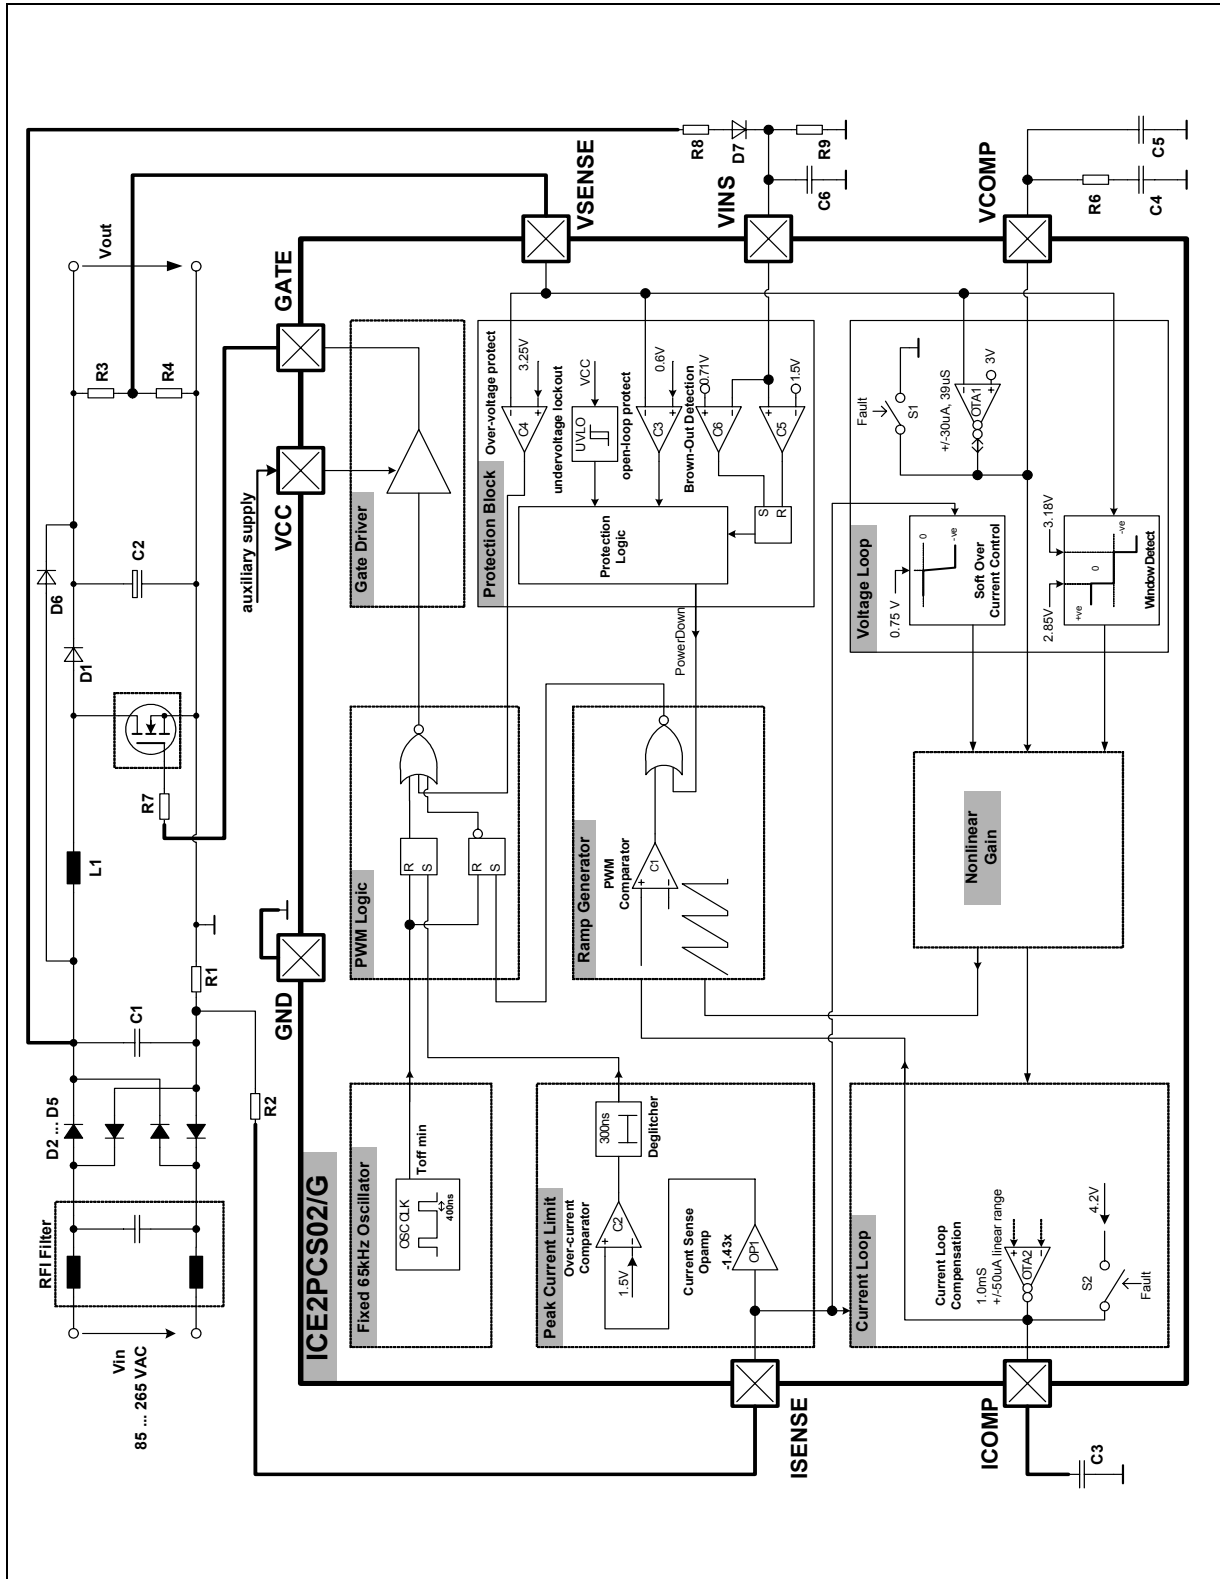 Vin
85 ... 265 VAC
RFI Filter
D2 ... D5
C1
R1
R2
L1
R7
D1
D6
C2
R3
R4
Vout
auxiliary supply
GND
VCC
GATE
ICE2PCS02/G
Fixed 65kHz Oscillator
OSC CLK
400ns
Toff min
PWM Logic
R
S
R
S
Gate Driver
Peak Current Limit
Over-current
Comparator
1.5V
C2
+
−
300ns
Deglitcher
Current Sense
Opamp
-1.43x
OP1
Ramp Generator
PWM
Comparator
C1
+
−
Protection Block
Over-voltage protect
3.25V
C4
−
+
undervoltage lockout
VCC
UVLO
open-loop protect
0.6V
C3
−
+
Brown-Out Detection
0.71V
C6
+
−
1.5V
C5
+
−
S
R
Protection
Logic
PowerDown
Current Loop
Current Loop
Compensation
1.0mS
+/-50uA linear range
OTA2
+
−
4.2V
S2
Fault
Nonlinear
Gain
Voltage Loop
0.75 V
0
-ve
Soft Over
Current Control
Fault
S1
+/-30uA, 39uS
OTA1
−
+
3V
2.85V
3.18V
+ve
0
-ve
Window Detect
ISENSE
ICOMP
C3
VSENSE
VINS
VCOMP
R8
D7
R9
C6
R6
C4
C5